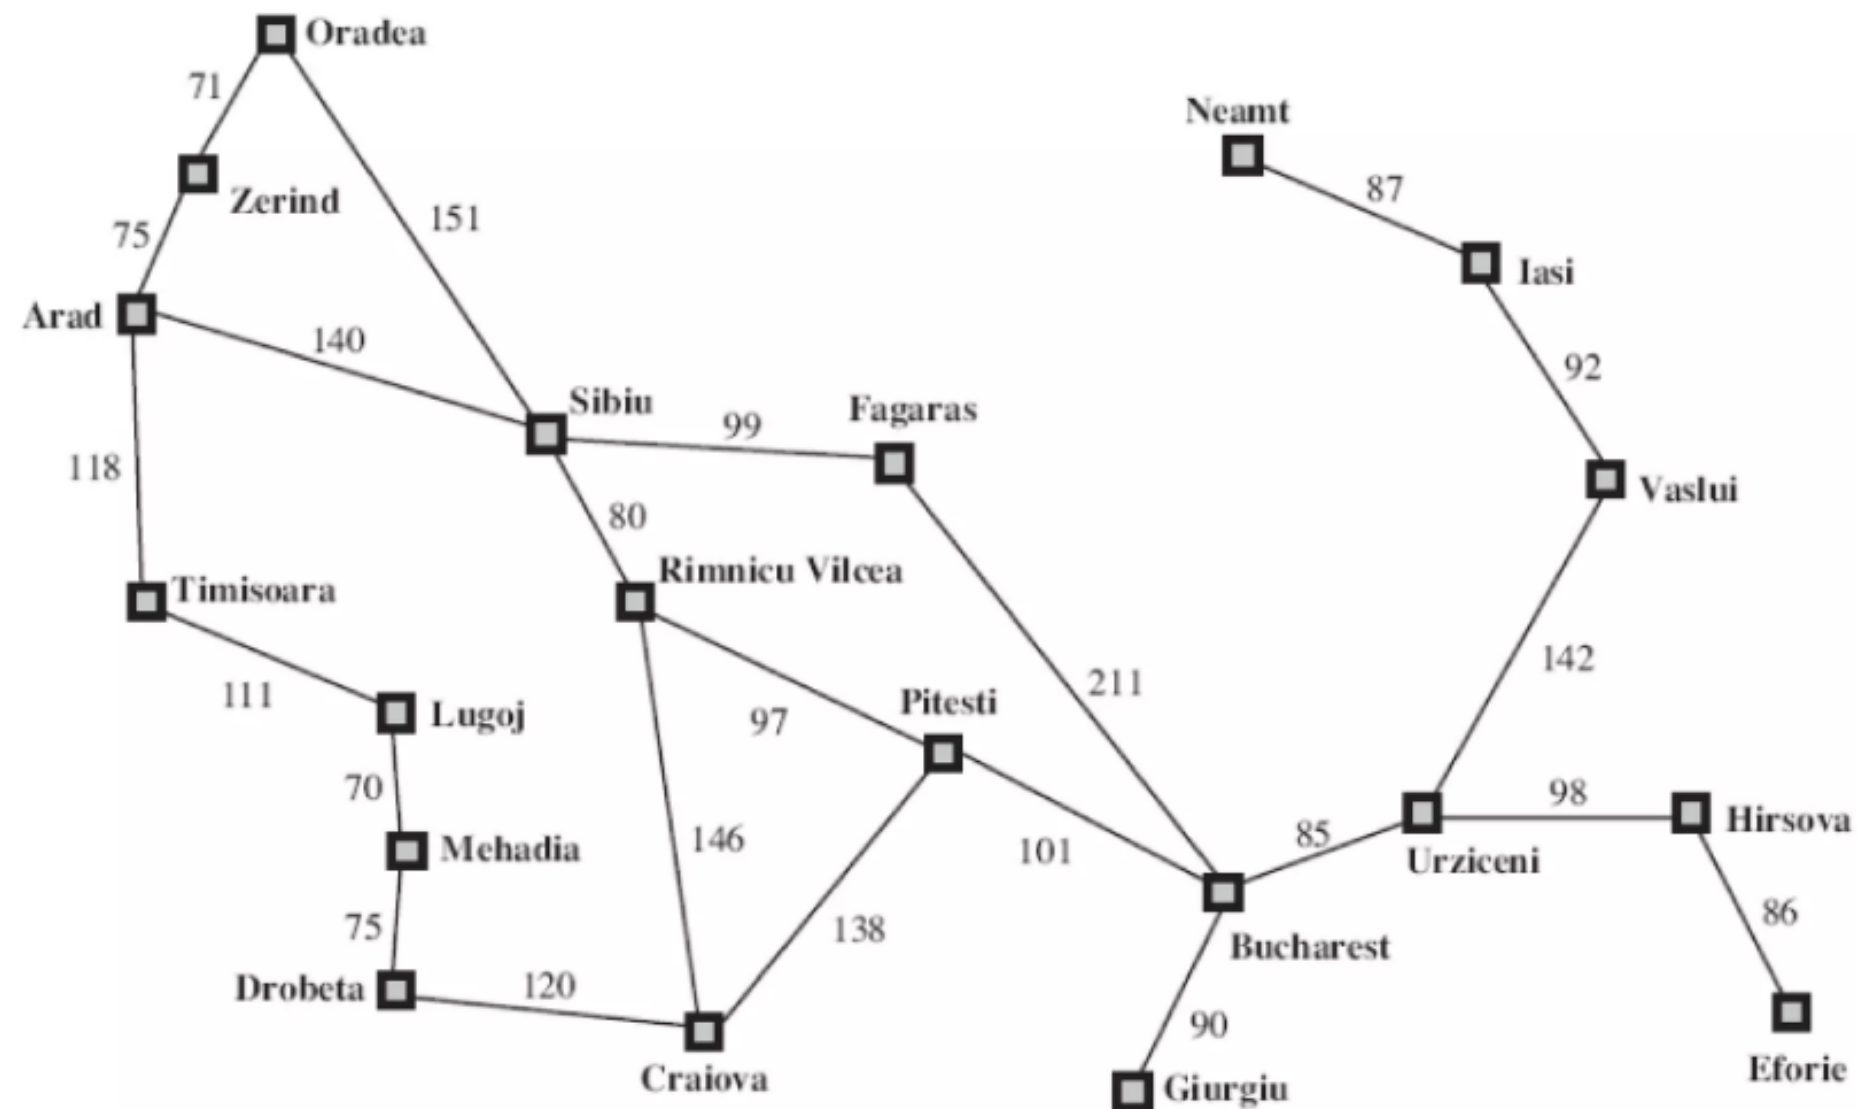 Oradea
71
Neamt
87
Zerind
151
75
Iasi
Arad
140
92
Sibiu
Fagaras
99
118
Vaslui
80
Rimnicu Vilcea
Timisoara
142
211
111
Lugoj
97
Pitesti
70
98
Hirsova
146
101
85
Urziceni
Mehadia
86
75
138
Bucharest
Drobeta
120
90
Craiova
Giurgiu
Eforie